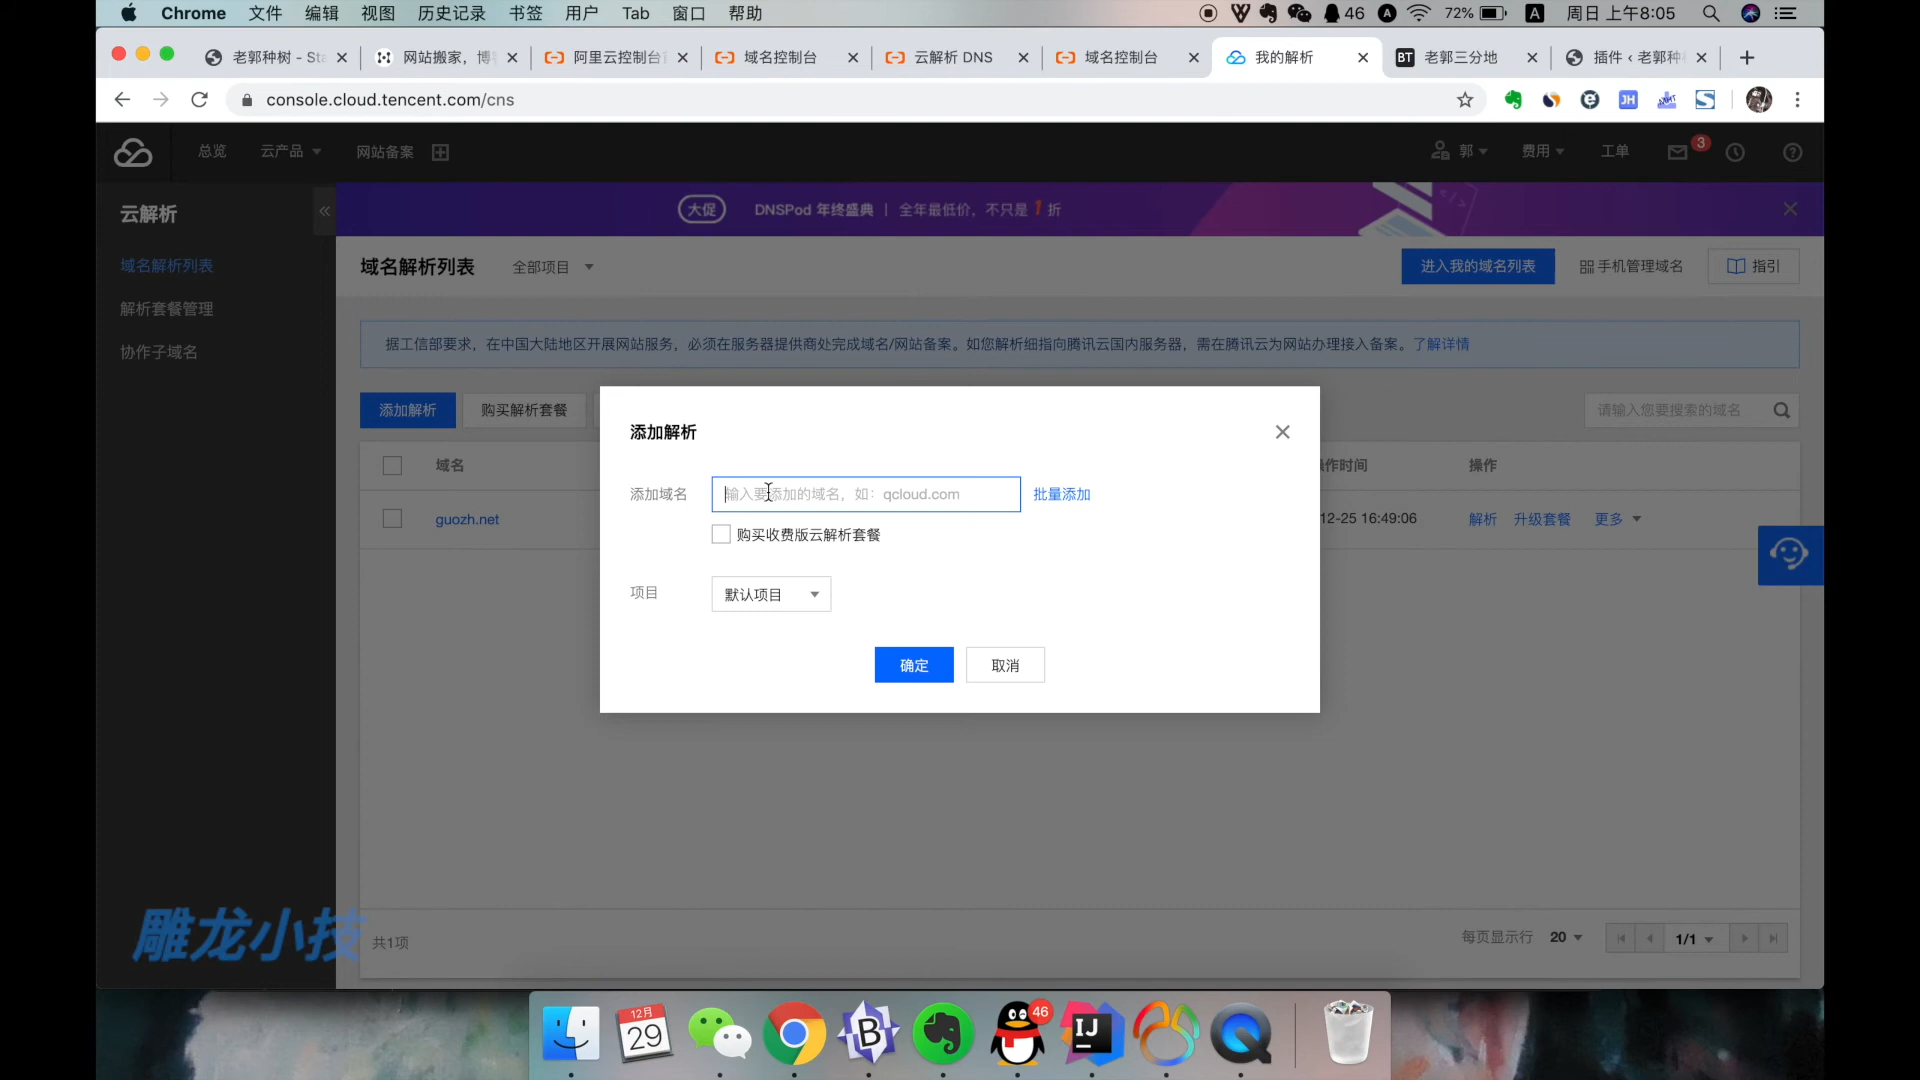 Chrome 文件 编辑 视图 历史记录 书签 用户 Tab 窗口 帮助 46 72% 周日 上午8:05
老郭种树 - Sta 网站搬家，博 阿里云控制台 域名控制台 云解析 DNS 域名控制台 我的解析 BT 老郭三分地 插件 ‹ 老郭种
console.cloud.tencent.com/cns
总览 云产品 网站备案 郭 费用 工单 3
云解析
大促 DNSPod 年终盛典 | 全年最低价，不只是 1 折
域名解析列表
解析套餐管理
协作子域名
域名解析列表 全部项目 进入我的域名列表 手机管理域名 指引
据工信部要求，在中国大陆地区开展网站服务，必须在服务器提供商处完成域名/网站备案。如您解析细指向腾讯云国内服务器，需在腾讯云为网站办理接入备案。了解详情
添加解析 购买解析套餐 请输入您要搜索的域名
域名 操作时间 操作
guozh.net 12-25 16:49:06 解析 升级套餐 更多
添加解析
添加域名 输入要添加的域名，如：qcloud.com 批量添加
购买收费版云解析套餐
项目 默认项目
确定 取消
雕龙小技
共1项 每页显示行 20 1/1
12月
29
B
46
IJ